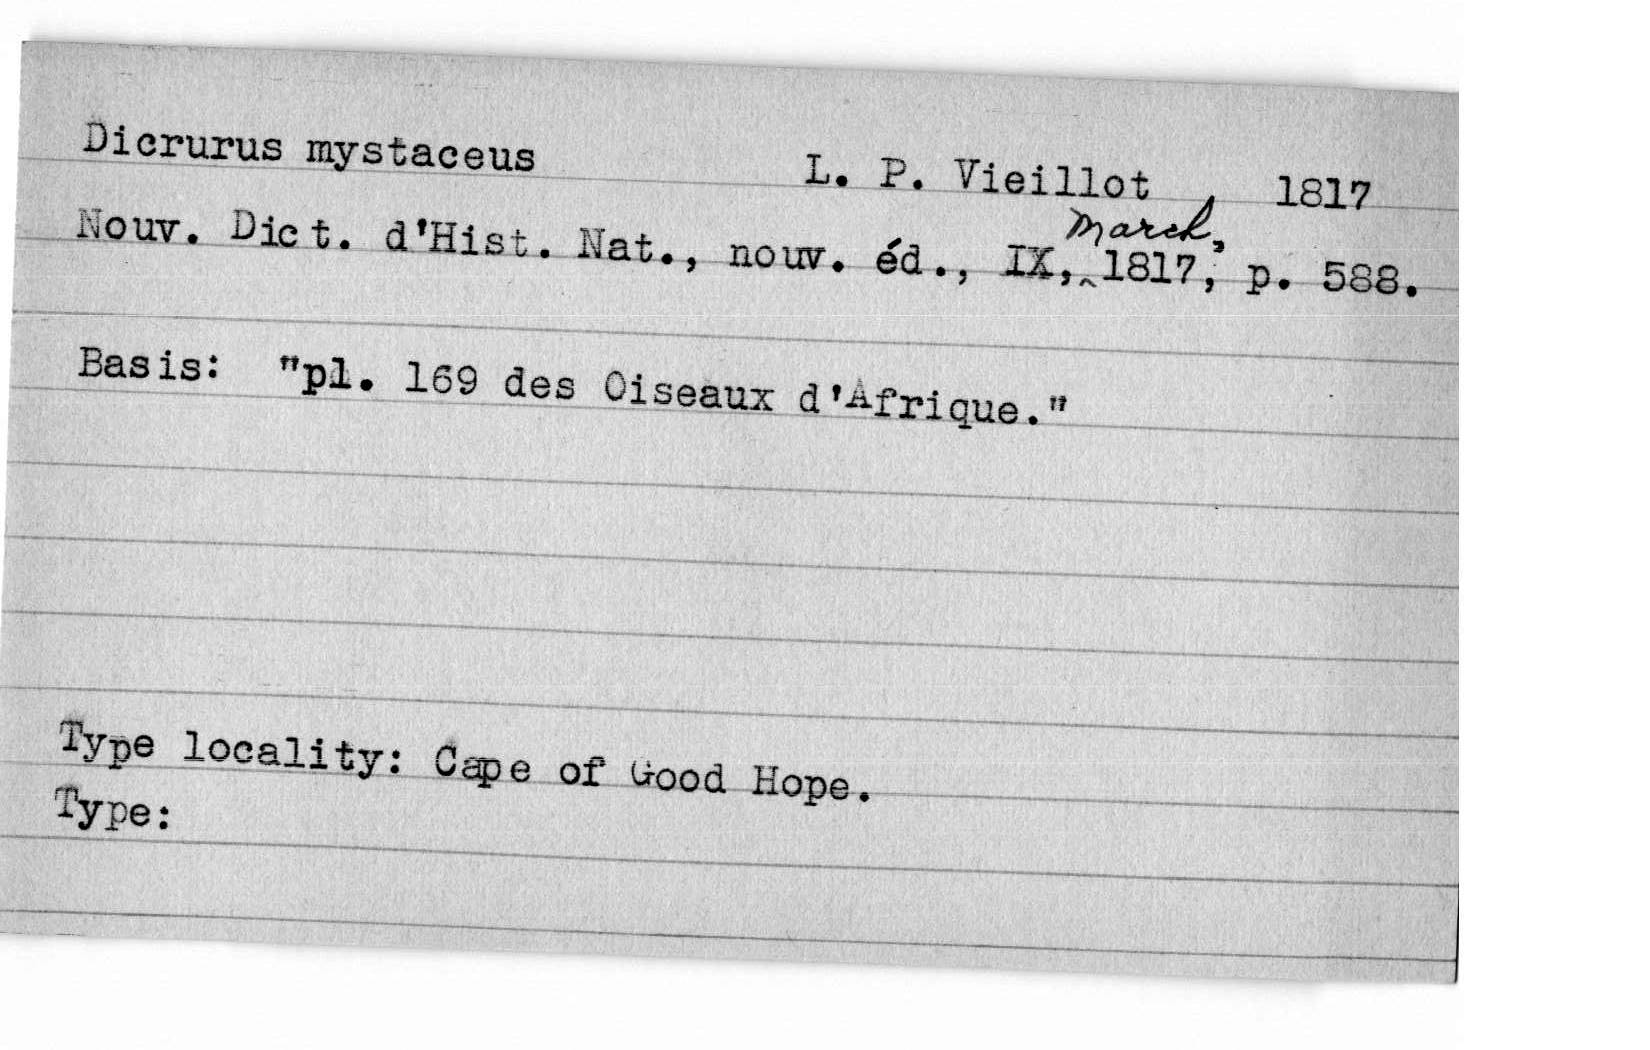 Dicrurus mystaceus L. P. Vieillot 1817
March,
Nouv. Dict. d'Hist. Nat., nouv. éd., IX,‸1817, p. 588.
Basis: "pl. 169 des Oiseaux d'Afrique."
Type locality: Cape of Good Hope.
Type: